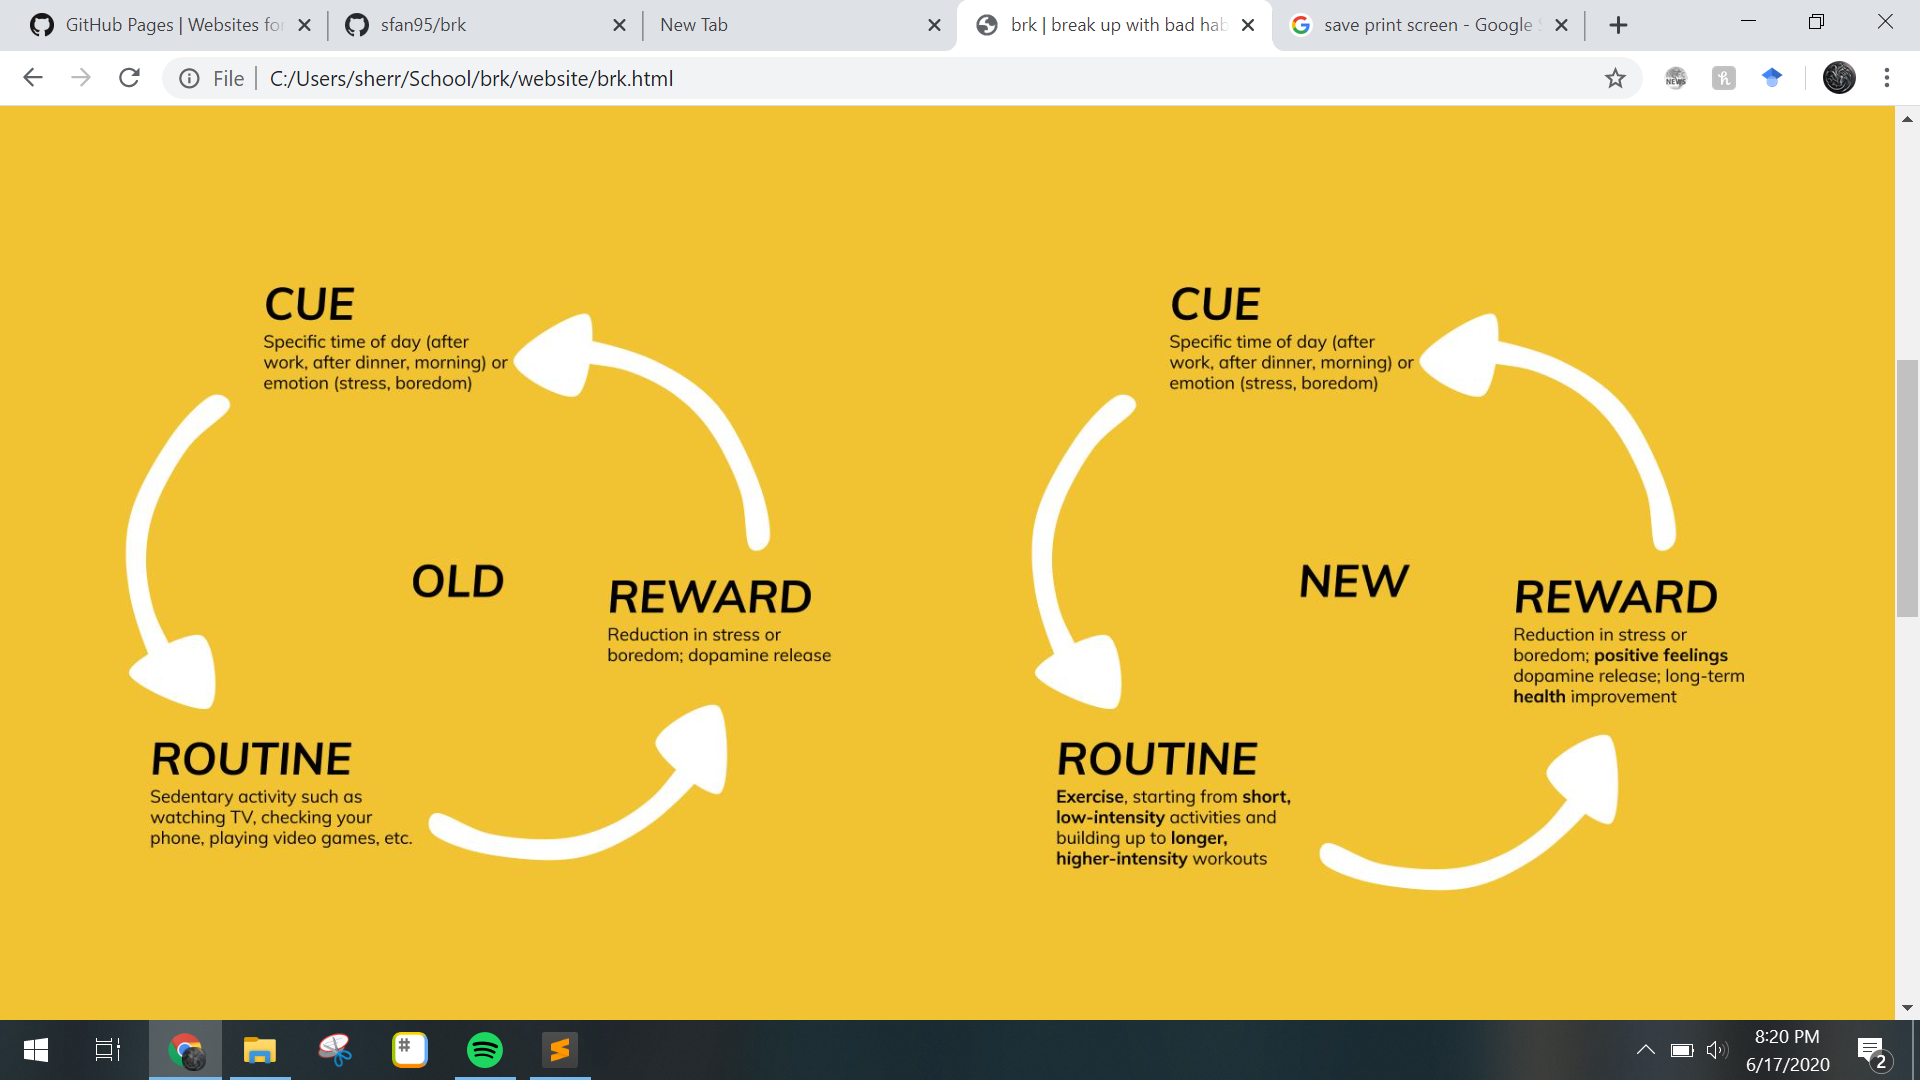 GitHub Pages | Websites for
sfan95/brk
New Tab
brk | break up with bad hab
save print screen - Google S
File
C:/Users/sherr/School/brk/website/brk.html
NEWS
h
CUE
Specific time of day (after
work, after dinner, morning) or
emotion (stress, boredom)
OLD
REWARD
Reduction in stress or
boredom; dopamine release
ROUTINE
Sedentary activity such as
watching TV, checking your
phone, playing video games, etc.
CUE
Specific time of day (after
work, after dinner, morning) or
emotion (stress, boredom)
NEW
REWARD
Reduction in stress or
boredom; positive feelings
dopamine release; long-term
health improvement
ROUTINE
Exercise, starting from short,
low-intensity activities and
building up to longer,
higher-intensity workouts
#
8:20 PM
6/17/2020
2